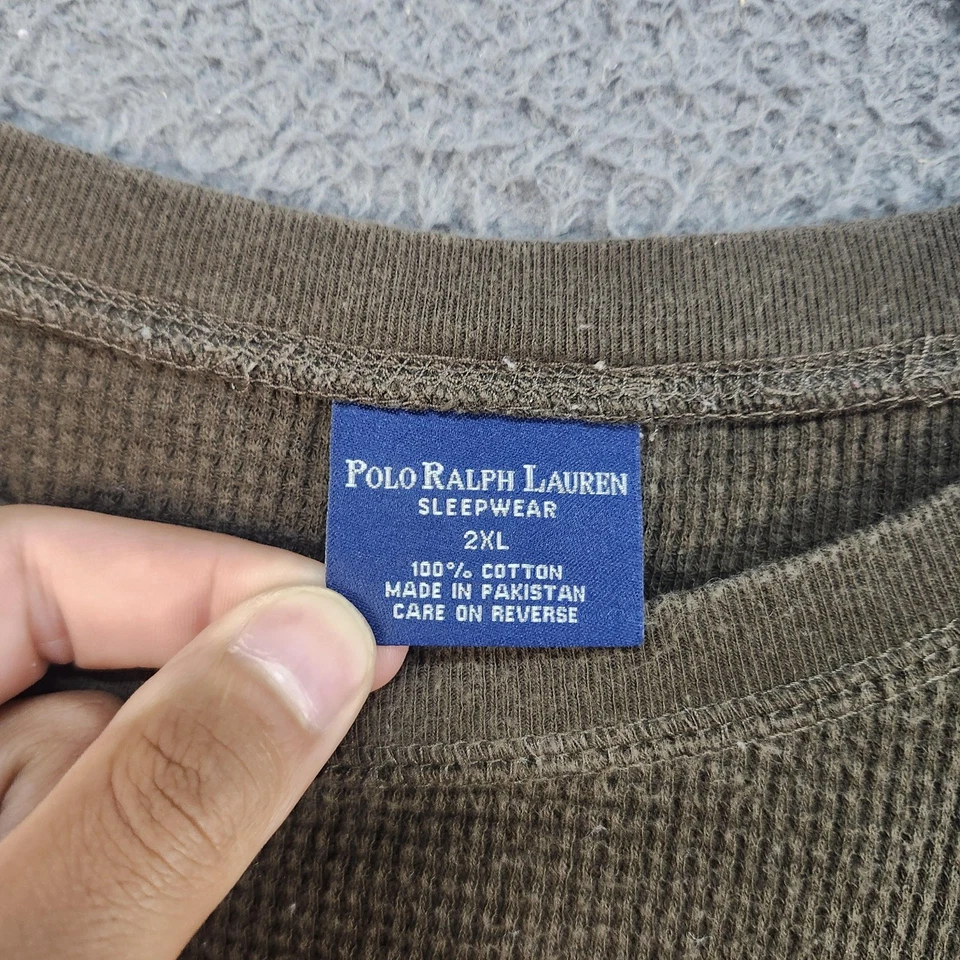 POLO RALPH LAUREN
SLEEPWEAR
2XL
100% COTTON
MADE IN PAKISTAN
CARE ON REVERSE